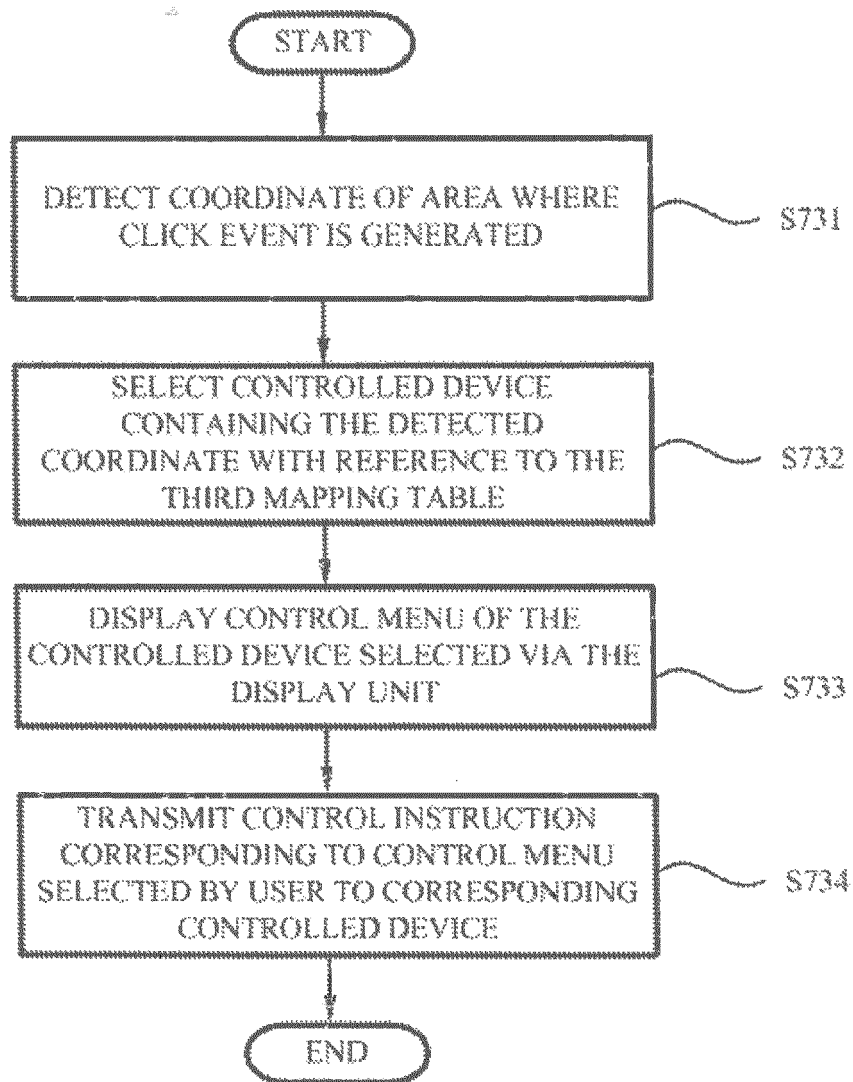 START
DETECT COORDINATE OF AREA WHERE
CLICK EVENT IS GENERATED
S731
SELECT CONTROLLED DEVICE
CONTAINING THE DETECTED
COORDINATE WITH REFERENCE TO THE
THIRD MAPPING TABLE
S732
DISPLAY CONTROL MENU OF THE
CONTROLLED DEVICE SELECTED VIA THE
DISPLAY UNIT
S733
TRANSMIT CONTROL INSTRUCTION
CORRESPONDING TO CONTROL MENU
SELECTED BY USER TO CORRESPONDING
CONTROLLED DEVICE
S734
END